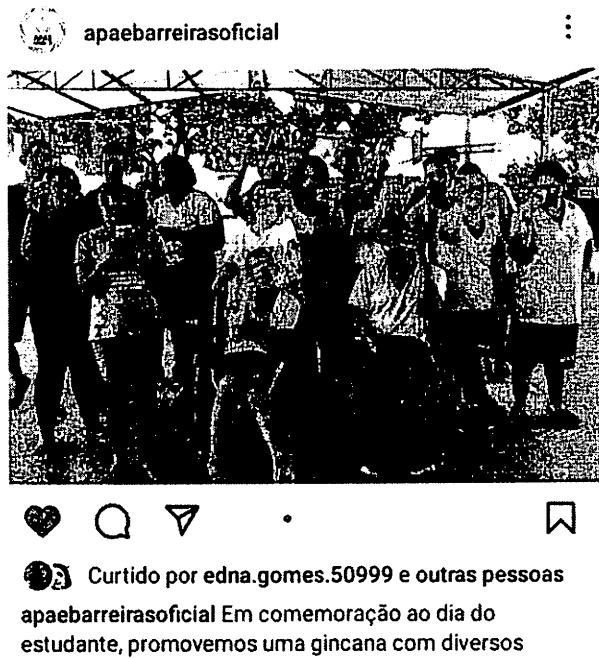 apaebarreirasoficial
Curtido por edna.gomes.50999 e outras pessoas
apaebarreirasoficial Em comemoração ao dia do
estudante, promovemos uma gincana com diversos